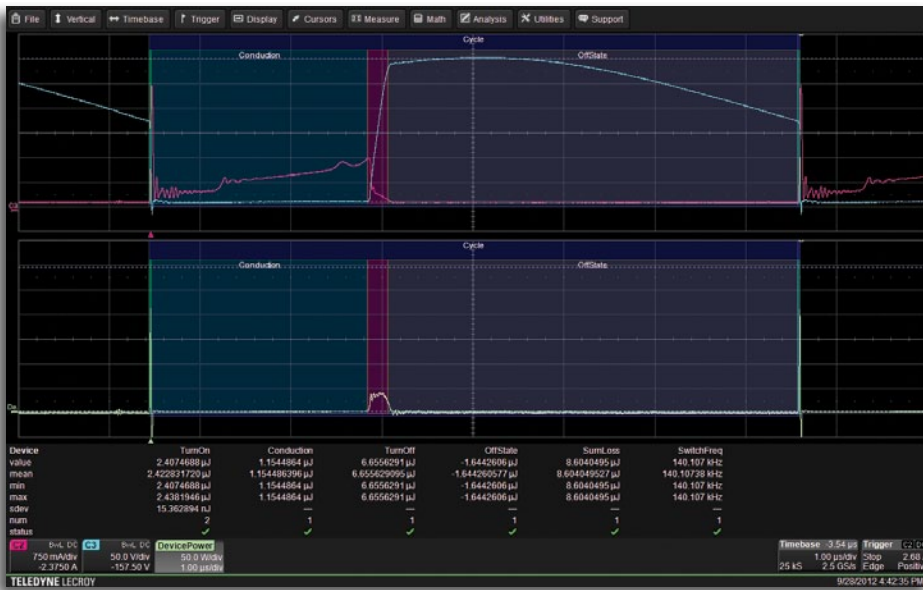 File Vertical Timebase Trigger Display Cursors Measure Math Analysis Utilities Support
Cycle
Conduction OffState
C3
Cycle
Conduction OffState
Device TurnOn Conduction TurnOff OffState SumLoss SwitchFreq
value 2.4074688 µJ 1.1544864 µJ 6.6556291 µJ -1.6442606 µJ 8.6040495 µJ 140.107 kHz
mean 2.422831720 µJ 1.154486396 µJ 6.655629095 µJ -1.644260577 µJ 8.604049527 µJ 140.10738 kHz
min 2.4074688 µJ 1.1544864 µJ 6.6556291 µJ -1.6442606 µJ 8.6040495 µJ 140.107 kHz
max 2.4381946 µJ 1.1544864 µJ 6.6556291 µJ -1.6442606 µJ 8.6040495 µJ 140.107 kHz
sdev 15.362894 nJ --- --- --- --- ---
num 2 1 1 1 1 1
status
C2 BwL DC C3 BwL DC DevicePower Timebase -3.54 µs Trigger C2
750 mA/div 50.0 V/div 50.0 W/div 1.00 µs/div Stop 2.68
-2.3750 A -157.50 V 1.00 µs/div 25 kS 2.5 GS/s Edge Positiv
TELEDYNE LECROY 9/28/2012 4:42:35 PM